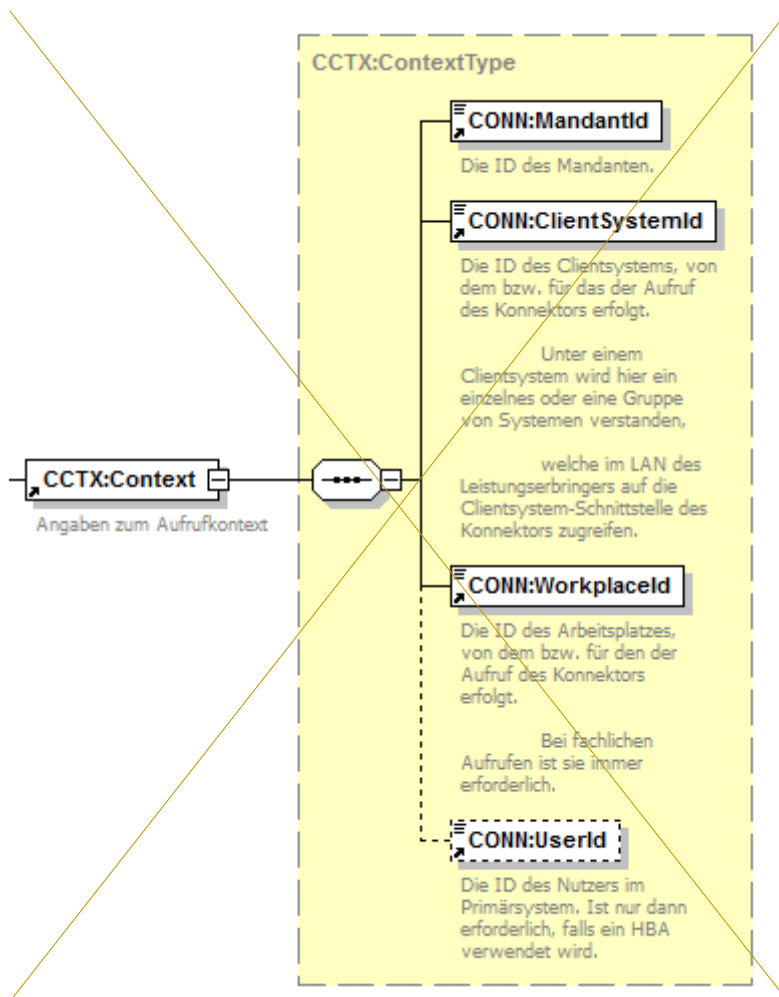 CCTX:ContextType
CONN:MandantId
Die ID des Mandanten.
CONN:ClientSystemId
Die ID des Clientsystems, von
dem bzw. für das der Aufruf
des Konnektors erfolgt.
Unter einem
Clientsystem wird hier ein
einzelnes oder eine Gruppe
von Systemen verstanden,
welche im LAN des
Leistungserbringers auf die
Clientsystem-Schnittstelle des
Konnektors zugreifen.
CCTX:Context
Angaben zum Aufrufkontext
CONN:WorkplaceId
Die ID des Arbeitsplatzes,
von dem bzw. für den der
Aufruf des Konnektors
erfolgt.
Bei fachlichen
Aufrufen ist sie immer
erforderlich.
CONN:UserId
Die ID des Nutzers im
Primärsystem. Ist nur dann
erforderlich, falls ein HBA
verwendet wird.